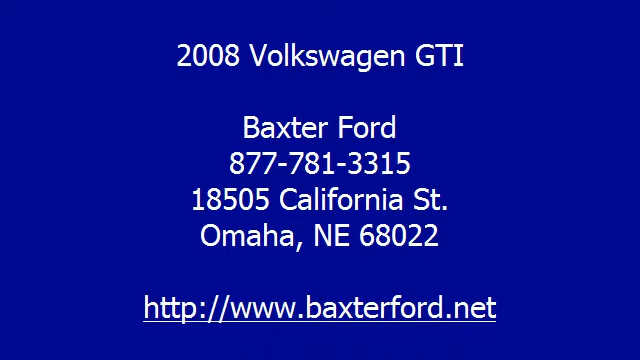 2008 Volkswagen GTI
Baxter Ford
877-781-3315
18505 California St.
Omaha, NE 68022
http://www.baxterford.net